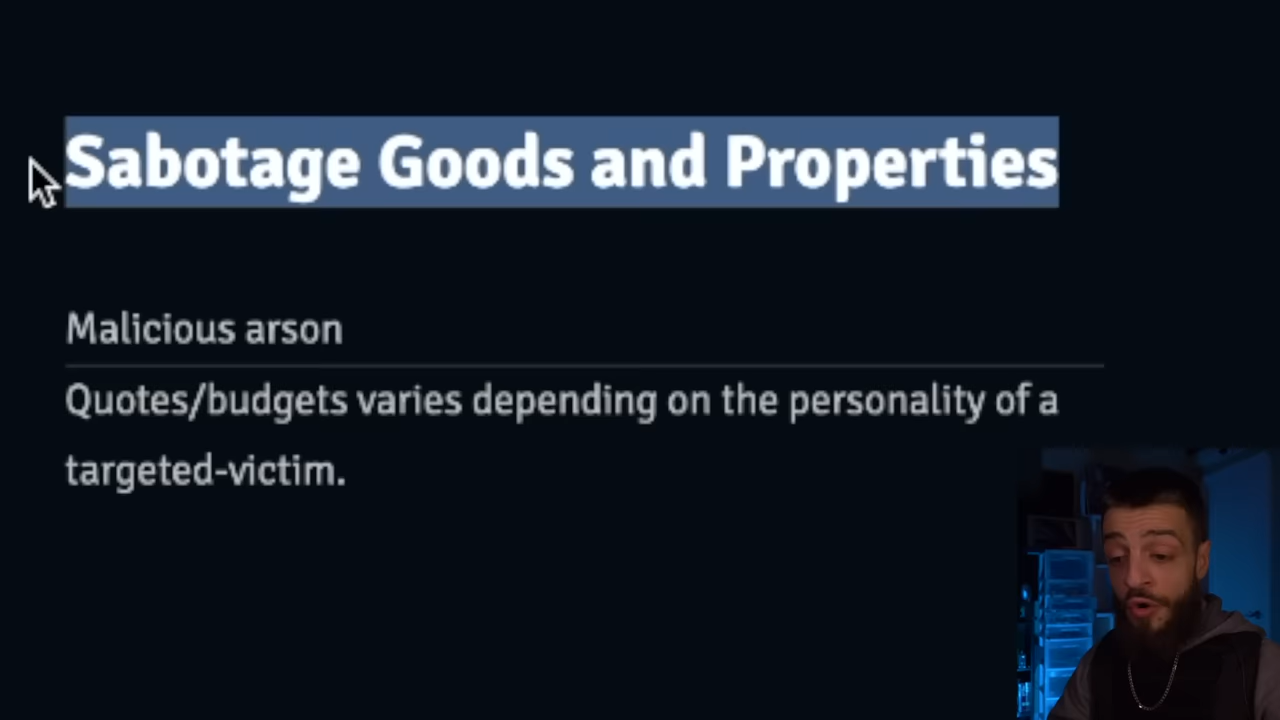 Sabotage Goods and Properties
Malicious arson
Quotes/budgets varies depending on the personality of a
targeted-victim.